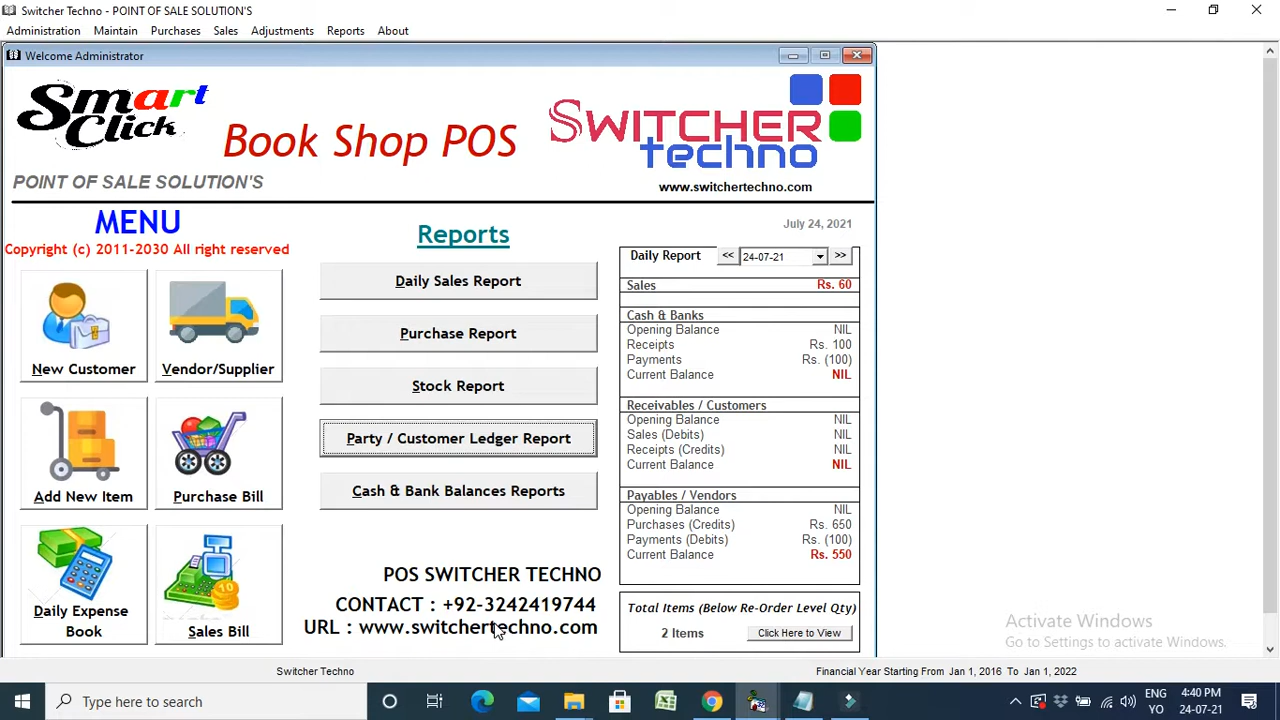 Switcher Techno - POINT OF SALE SOLUTION'S
Administration Maintain Purchases Sales Adjustments Reports About
Welcome Administrator
Smart Click
Book Shop POS
SWITCHER techno
POINT OF SALE SOLUTION'S
www.switchertechno.com
MENU
Copyright (c) 2011-2030 All right reserved
New Customer
Vendor/Supplier
Add New Item
Purchase Bill
Daily Expense Book
Sales Bill
Reports
Daily Sales Report
Purchase Report
Stock Report
Party / Customer Ledger Report
Cash & Bank Balances Reports
POS SWITCHER TECHNO
CONTACT : +92-3242419744
URL : www.switchertechno.com
July 24, 2021
Daily Report << 24-07-21 >>
Sales Rs. 60
Cash & Banks
Opening Balance NIL
Receipts Rs. 100
Payments Rs. (100)
Current Balance NIL
Receivables / Customers
Opening Balance NIL
Sales (Debits) NIL
Receipts (Credits) NIL
Current Balance NIL
Payables / Vendors
Opening Balance NIL
Purchases (Credits) Rs. 650
Payments (Debits) Rs. (100)
Current Balance Rs. 550
Total Items (Below Re-Order Level Qty)
2 Items Click Here to View
Activate Windows
Go to Settings to activate Windows.
Switcher Techno Financial Year Starting From Jan 1, 2016 To Jan 1, 2022
Type here to search
ENG
YO
4:40 PM
24-07-21